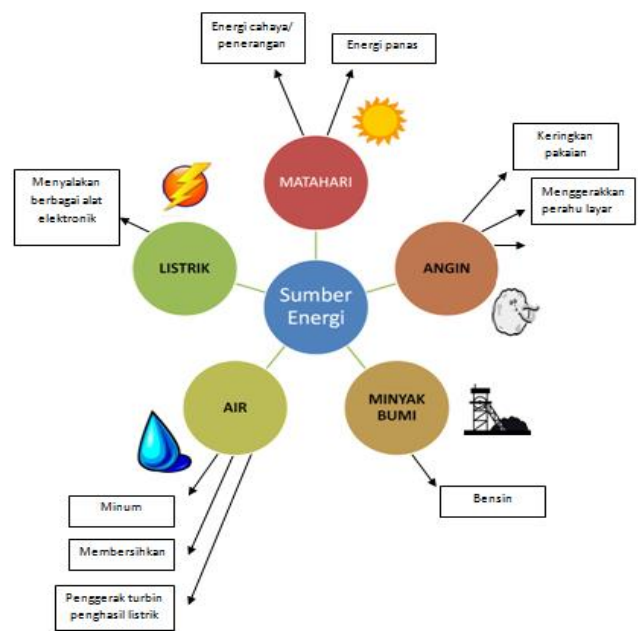 Energi cahaya/
penerangan
Energi panas
MATAHARI
Keringkan
pakaian
Menggerakkan
perahu layar
Menyalakan
berbagai alat
elektronik
LISTRIK
ANGIN
Sumber
Energi
AIR
MINYAK
BUMI
Minum
Bensin
Membersihkan
Penggerak turbin
penghasil listrik